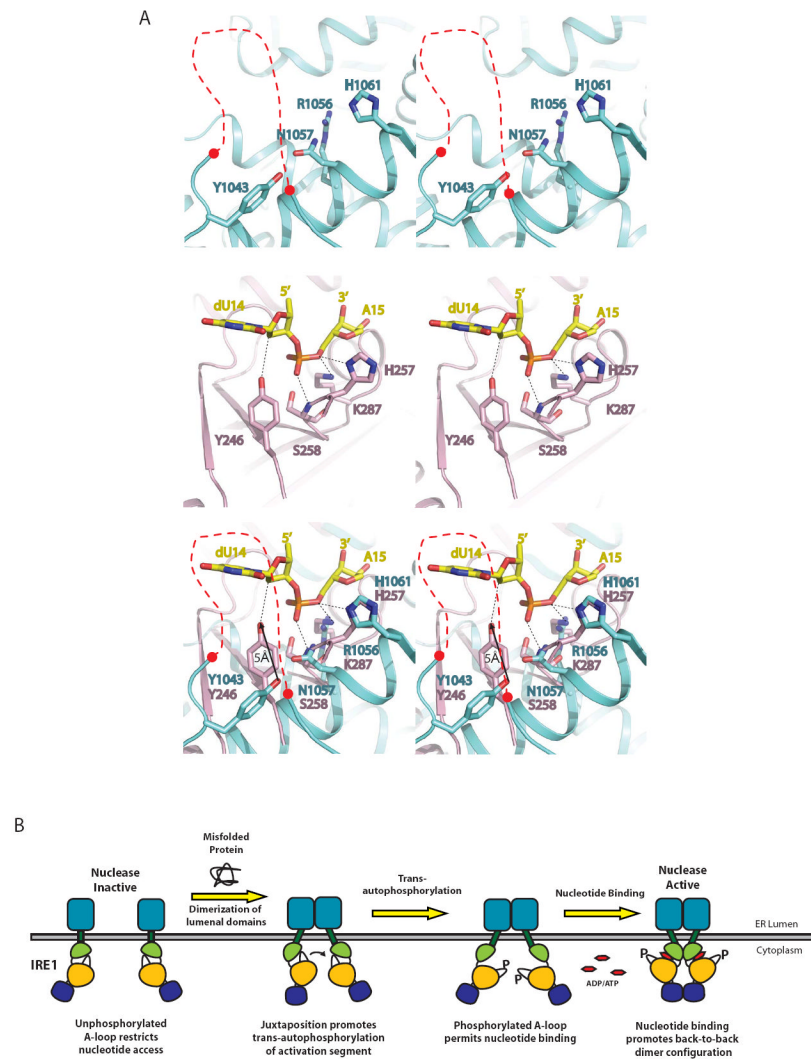 A
H1061
R1056
N1057
Y1043
H1061
R1056
N1057
Y1043
dU14
5'
3'
A15
H257
K287
Y246
S258
dU14
5'
3'
A15
H257
K287
Y246
S258
dU14
5'
3'
A15
H1061
H257
5Å
R1056
K287
Y1043
Y246
N1057
S258
dU14
5'
3'
A15
H1061
H257
5Å
R1056
K287
Y1043
Y246
N1057
S258
B
Nuclease
Inactive
Misfolded
Protein
Dimerization of
lumenal domains
Trans-
autophosphorylation
Nucleotide Binding
Nuclease
Active
ER Lumen
Cytoplasm
IRE1
P
P
ADP/ATP
P
P
Unphosphorylated
A-loop restricts
nucleotide access
Juxtaposition promotes
trans-autophosphorylation
of activation segment
Phosphorylated A-loop
permits nucleotide binding
Nucleotide binding
promotes back-to-back
dimer configuration